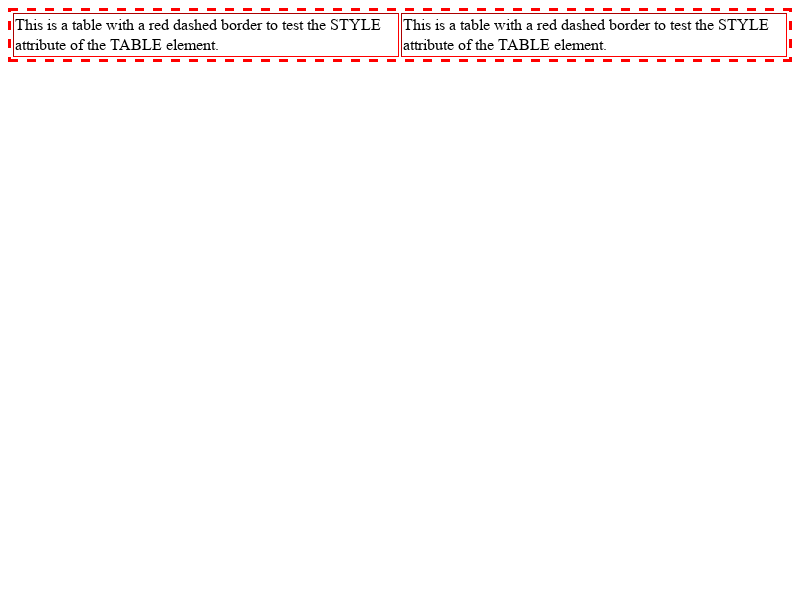 This is a table with a red dashed border to test the STYLE
attribute of the TABLE element.
This is a table with a red dashed border to test the STYLE
attribute of the TABLE element.